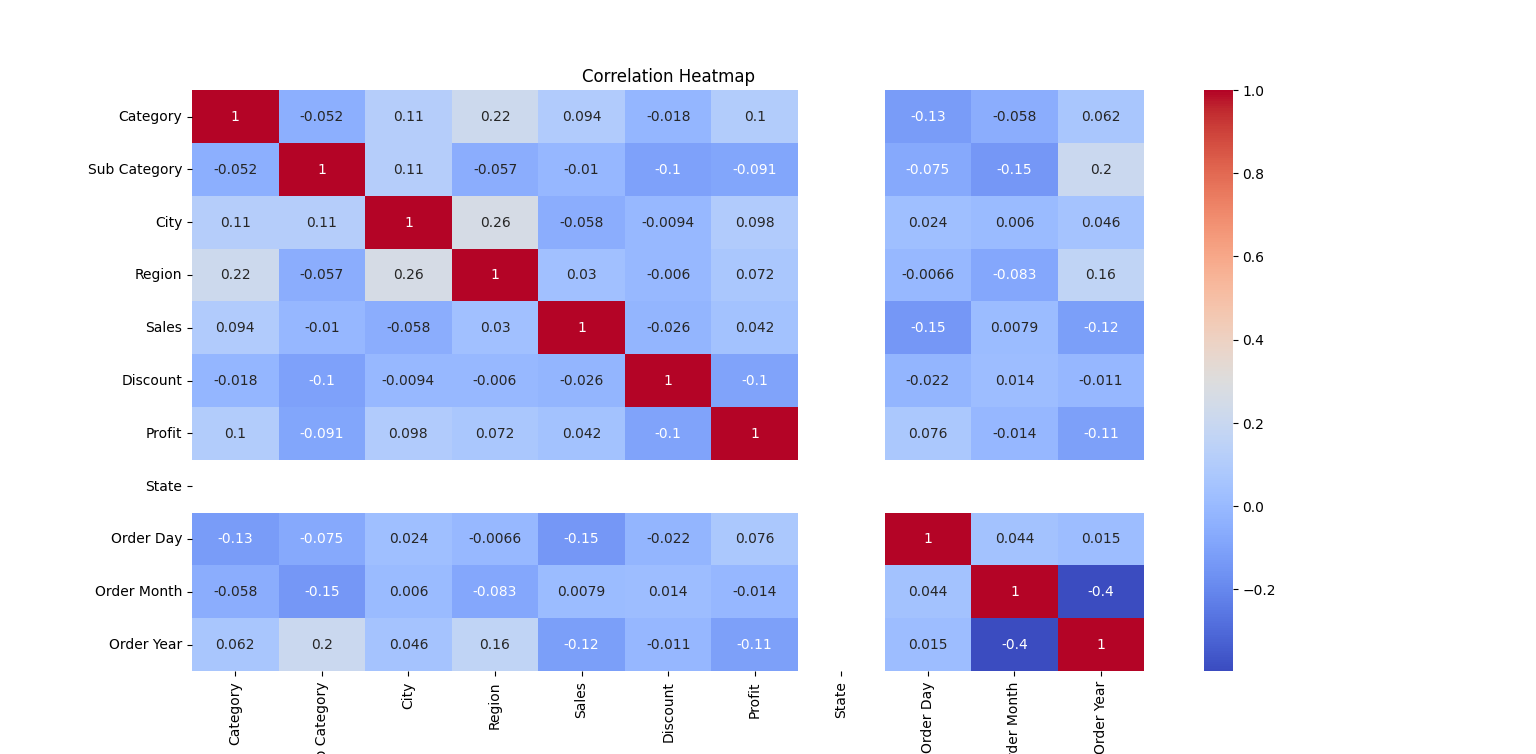 Correlation Heatmap
Category 1 -0.052 0.11 0.22 0.094 -0.018 0.1 -0.13 -0.058 0.062
Sub Category -0.052 1 0.11 -0.057 -0.01 -0.1 -0.091 -0.075 -0.15 0.2
City 0.11 0.11 1 0.26 -0.058 -0.0094 0.098 0.024 0.006 0.046
Region 0.22 -0.057 0.26 1 0.03 -0.006 0.072 -0.0066 -0.083 0.16
Sales 0.094 -0.01 -0.058 0.03 1 -0.026 0.042 -0.15 0.0079 -0.12
Discount -0.018 -0.1 -0.0094 -0.006 -0.026 1 -0.1 -0.022 0.014 -0.011
Profit 0.1 -0.091 0.098 0.072 0.042 -0.1 1 0.076 -0.014 -0.11
State
Order Day -0.13 -0.075 0.024 -0.0066 -0.15 -0.022 0.076 1 0.044 0.015
Order Month -0.058 -0.15 0.006 -0.083 0.0079 0.014 -0.014 0.044 1 -0.4
Order Year 0.062 0.2 0.046 0.16 -0.12 -0.011 -0.11 0.015 -0.4 1
Category
b Category
City
Region
Sales
Discount
Profit
State
Order Day
rder Month
Order Year
1.0
0.8
0.6
0.4
0.2
0.0
−0.2